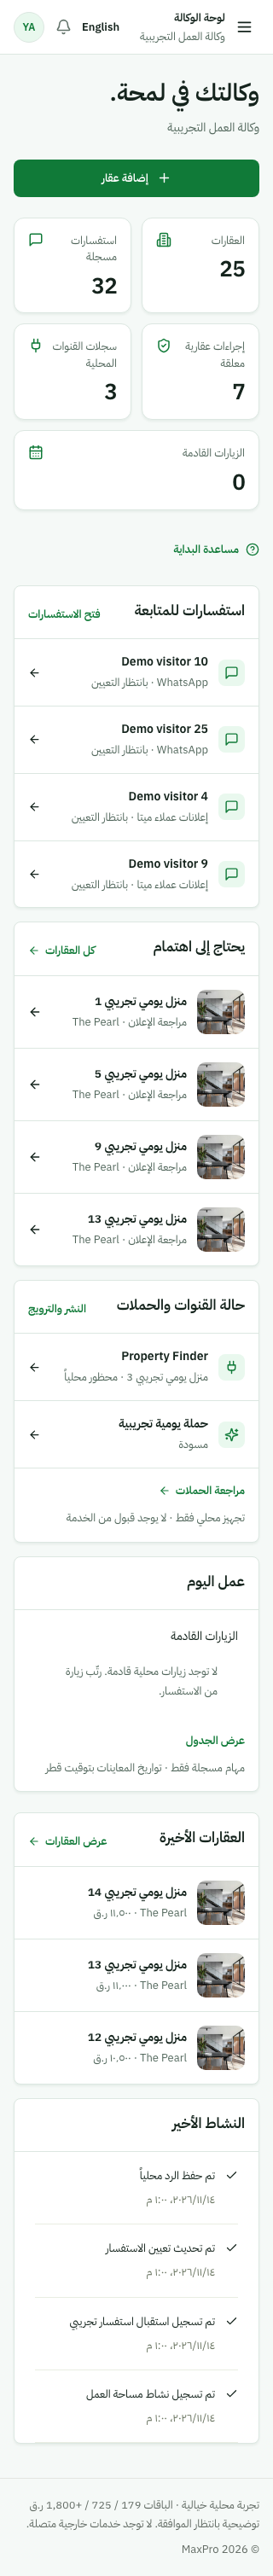 لوحة الوكالة
وكالة العمل التجريبية
English
YA
وكالتك في لمحة.
وكالة العمل التجريبية
إضافة عقار
العقارات
25
استفسارات مسجلة
32
إجراءات عقارية معلقة
7
سجلات القنوات المحلية
3
الزيارات القادمة
0
مساعدة البداية
استفسارات للمتابعة
فتح الاستفسارات
Demo visitor 10
WhatsApp · بانتظار التعيين
Demo visitor 25
WhatsApp · بانتظار التعيين
Demo visitor 4
إعلانات عملاء ميتا · بانتظار التعيين
Demo visitor 9
إعلانات عملاء ميتا · بانتظار التعيين
يحتاج إلى اهتمام
كل العقارات
منزل يومي تجريبي 1
مراجعة الإعلان · The Pearl
منزل يومي تجريبي 5
مراجعة الإعلان · The Pearl
منزل يومي تجريبي 9
مراجعة الإعلان · The Pearl
منزل يومي تجريبي 13
مراجعة الإعلان · The Pearl
حالة القنوات والحملات
النشر والترويج
Property Finder
منزل يومي تجريبي 3 · محظور محلياً
حملة يومية تجريبية
مسودة
مراجعة الحملات
تجهيز محلي فقط · لا يوجد قبول من الخدمة
عمل اليوم
الزيارات القادمة
لا توجد زيارات محلية قادمة. رتّب زيارة
من الاستفسار.
عرض الجدول
مهام مسجلة فقط · تواريخ المعاينات بتوقيت قطر
العقارات الأخيرة
عرض العقارات
منزل يومي تجريبي 14
The Pearl · ١١٬٥٠٠ ر.ق
منزل يومي تجريبي 13
The Pearl · ١١٬٠٠٠ ر.ق
منزل يومي تجريبي 12
The Pearl · ١٠٬٥٠٠ ر.ق
النشاط الأخير
تم حفظ الرد محلياً
٢٠٢٦/١١/١٤، ١:٠٠ م
تم تحديث تعيين الاستفسار
٢٠٢٦/١١/١٤، ١:٠٠ م
تم تسجيل استقبال استفسار تجريبي
٢٠٢٦/١١/١٤، ١:٠٠ م
تم تسجيل نشاط مساحة العمل
٢٠٢٦/١١/١٤، ١:٠٠ م
تجربة محلية خيالية · الباقات 179 / 725 / +1,800 ر.ق
توضيحية بانتظار الموافقة. لا توجد خدمات خارجية متصلة.
© 2026 MaxPro